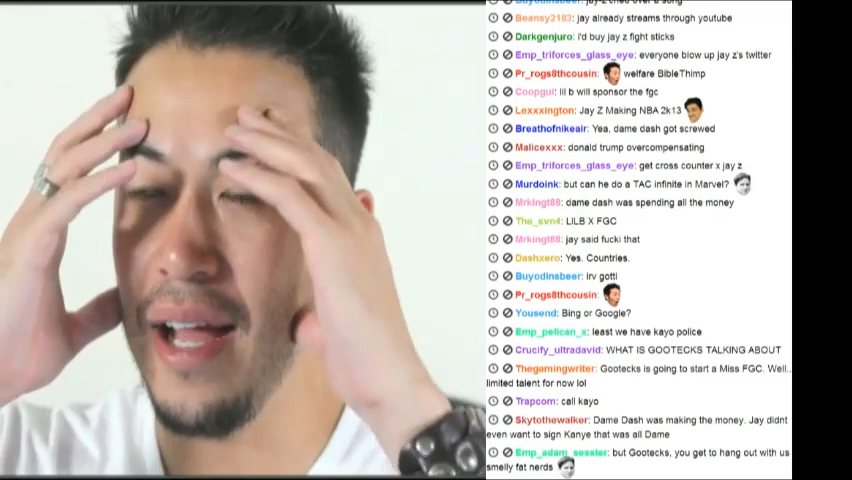 Buyodinsbeer: jay-z cried over a song
Beansy2183: jay already streams through youtube
Darkgenjuro: i'd buy jay z fight sticks
Emp_triforces_glass_eye: everyone blow up jay z's twitter
Pr_rogs8thcousin: welfare BibleThimp
Coopgui: lil b will sponsor the fgc
Lexxxington: Jay Z Making NBA 2k13
Breathofnikeair: Yea, dame dash got screwed
Malicexxx: donald trump overcompensating
Emp_triforces_glass_eye: get cross counter x jay z
Murdoink: but can he do a TAC infinite in Marvel?
Mrkingt88: dame dash was spending all the money
The_svn4: LILB X FGC
Mrkingt88: jay said fucki that
Dashxero: Yes. Countries.
Buyodinsbeer: Irv gotti
Pr_rogs8thcousin:
Yousend: Bing or Google?
Emp_pelican_x: least we have kayo police
Crucify_ultradavid: WHAT IS GOOTECKS TALKING ABOUT
Thegamingwriter: Gootecks is going to start a Miss FGC. Well..
limited talent for now lol
Trapcom: call kayo
Skytothewalker: Dame Dash was making the money. Jay didnt
even want to sign Kanye that was all Dame
Emp_adam_sessler: but Gootecks, you get to hang out with us
smelly fat nerds